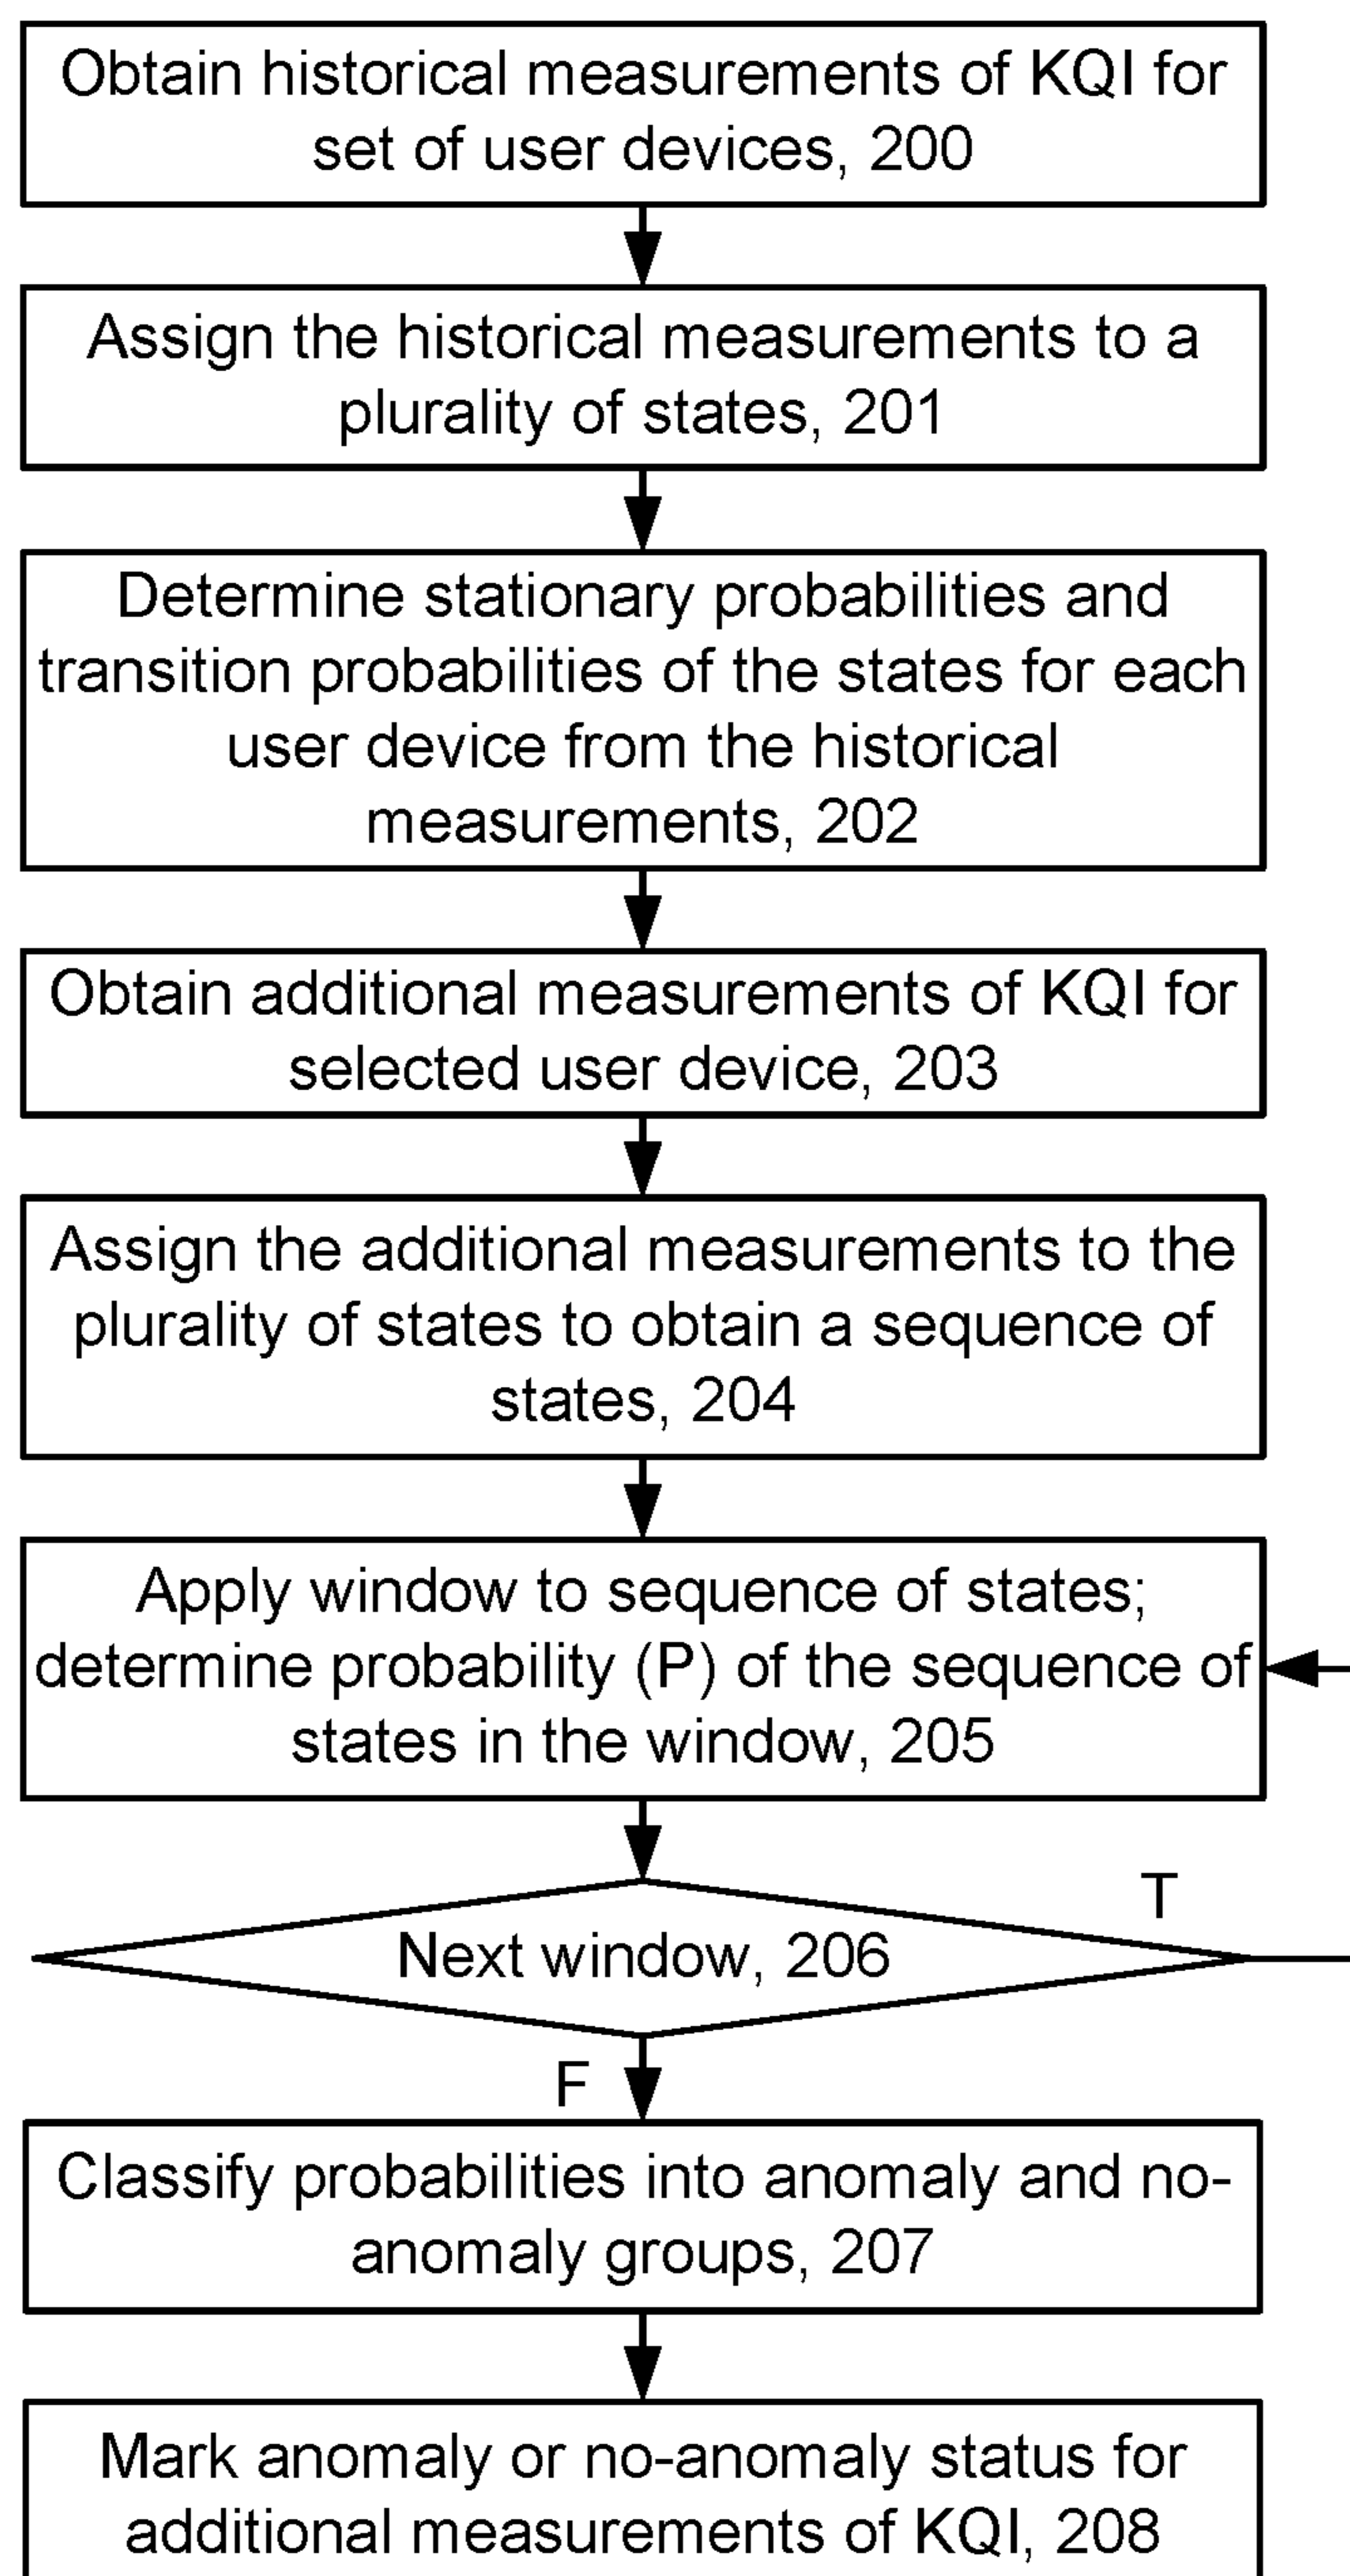 Obtain historical measurements of KQI for
set of user devices, 200
Assign the historical measurements to a
plurality of states, 201
Determine stationary probabilities and
transition probabilities of the states for each
user device from the historical
measurements, 202
Obtain additional measurements of KQI for
selected user device, 203
Assign the additional measurements to the
plurality of states to obtain a sequence of
states, 204
Apply window to sequence of states;
determine probability (P) of the sequence of
states in the window, 205
T
Next window, 206
F
Classify probabilities into anomaly and no-
anomaly groups, 207
Mark anomaly or no-anomaly status for
additional measurements of KQI, 208